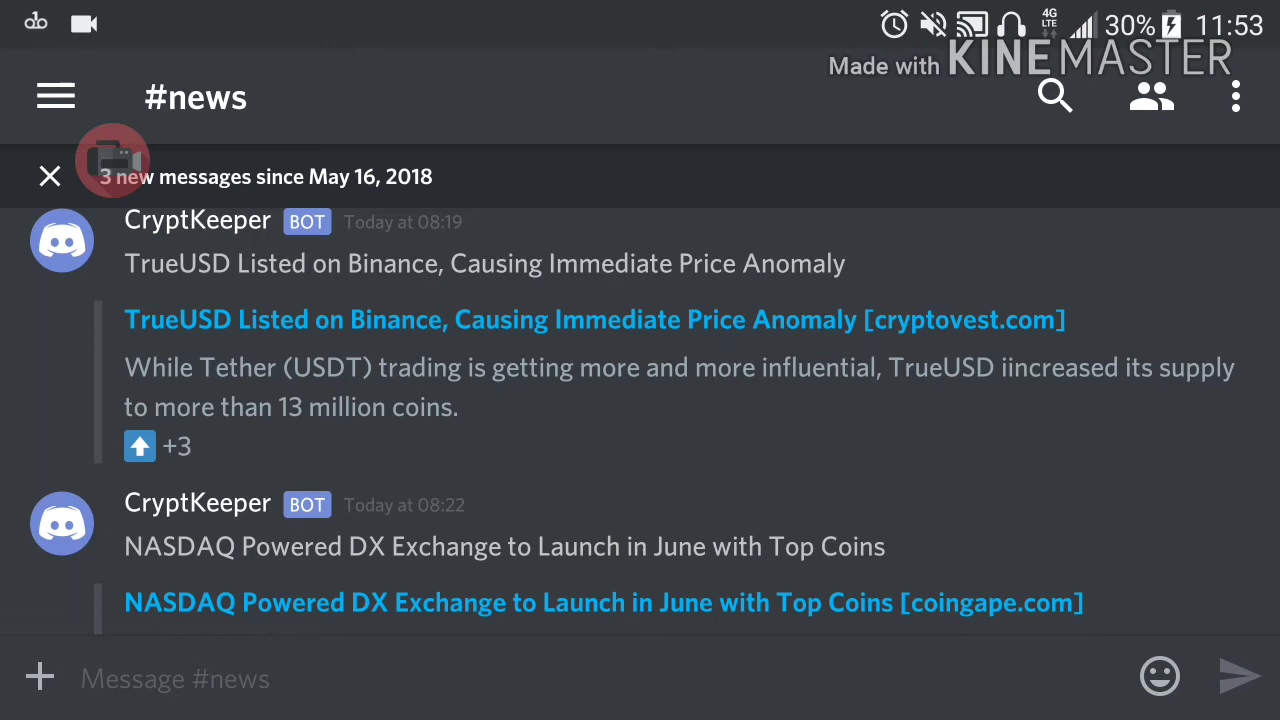 30% 11:53
4G
LTE
Made with KINEMASTER
#news
3 new messages since May 16, 2018
CryptKeeper BOT Today at 08:19
TrueUSD Listed on Binance, Causing Immediate Price Anomaly
TrueUSD Listed on Binance, Causing Immediate Price Anomaly [cryptovest.com]
While Tether (USDT) trading is getting more and more influential, TrueUSD iincreased its supply
to more than 13 million coins.
+3
CryptKeeper BOT Today at 08:22
NASDAQ Powered DX Exchange to Launch in June with Top Coins
NASDAQ Powered DX Exchange to Launch in June with Top Coins [coingape.com]
Message #news